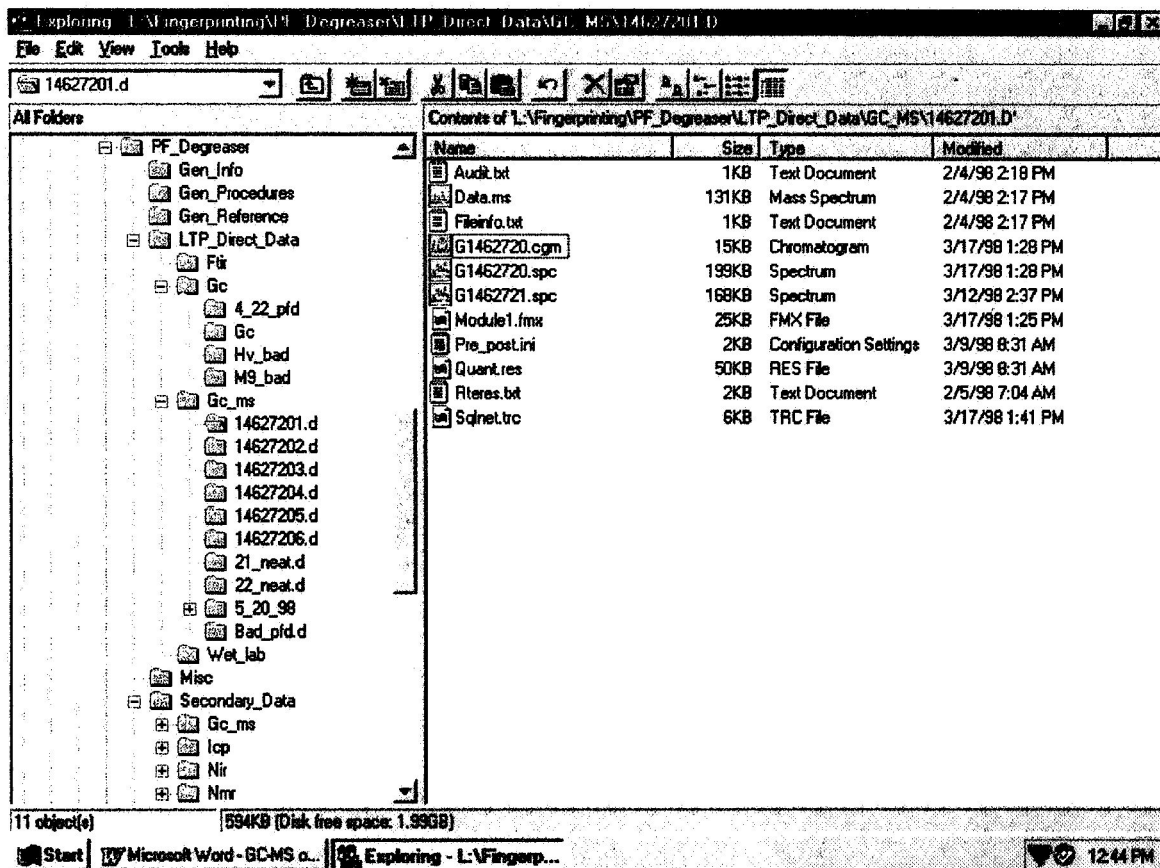 Exploring - L:\Fingerprinting\PF_Degreaser\LTP_Direct_Data\GC_MS\14627201.D
File Edit View Tools Help
14627201.d
All Folders
Contents of 'L:\Fingerprinting\PF_Degreaser\LTP_Direct_Data\GC_MS\14627201.D'
PF_Degreaser
Gen_Info
Gen_Procedures
Gen_Reference
LTP_Direct_Data
Ftir
Gc
4_22_pfd
Gc
Hv_bad
M9_bad
Gc_ms
14627201.d
14627202.d
14627203.d
14627204.d
14627205.d
14627206.d
21_neat.d
22_neat.d
5_20_98
Bad_pfd.d
Wet_lab
Misc
Secondary_Data
Gc_ms
Icp
Nir
Nmr
Name Size Type Modified
Audit.txt 1KB Text Document 2/4/98 2:18 PM
Data.ms 131KB Mass Spectrum 2/4/98 2:17 PM
Fileinfo.txt 1KB Text Document 2/4/98 2:17 PM
G1462720.cgm 15KB Chromatogram 3/17/98 1:28 PM
G1462720.spc 199KB Spectrum 3/17/98 1:28 PM
G1462721.spc 168KB Spectrum 3/12/98 2:37 PM
Module1.fmx 25KB FMX File 3/17/98 1:25 PM
Pre_post.ini 2KB Configuration Settings 3/9/98 8:31 AM
Quant.res 50KB RES File 3/9/98 8:31 AM
Rteres.txt 2KB Text Document 2/5/98 7:04 AM
Sqlnet.trc 6KB TRC File 3/17/98 1:41 PM
11 object(s) 594KB (Disk free space: 1.99GB)
Start Microsoft Word - GC-MS o... Exploring - L:\Fingerp... 12:44 PM